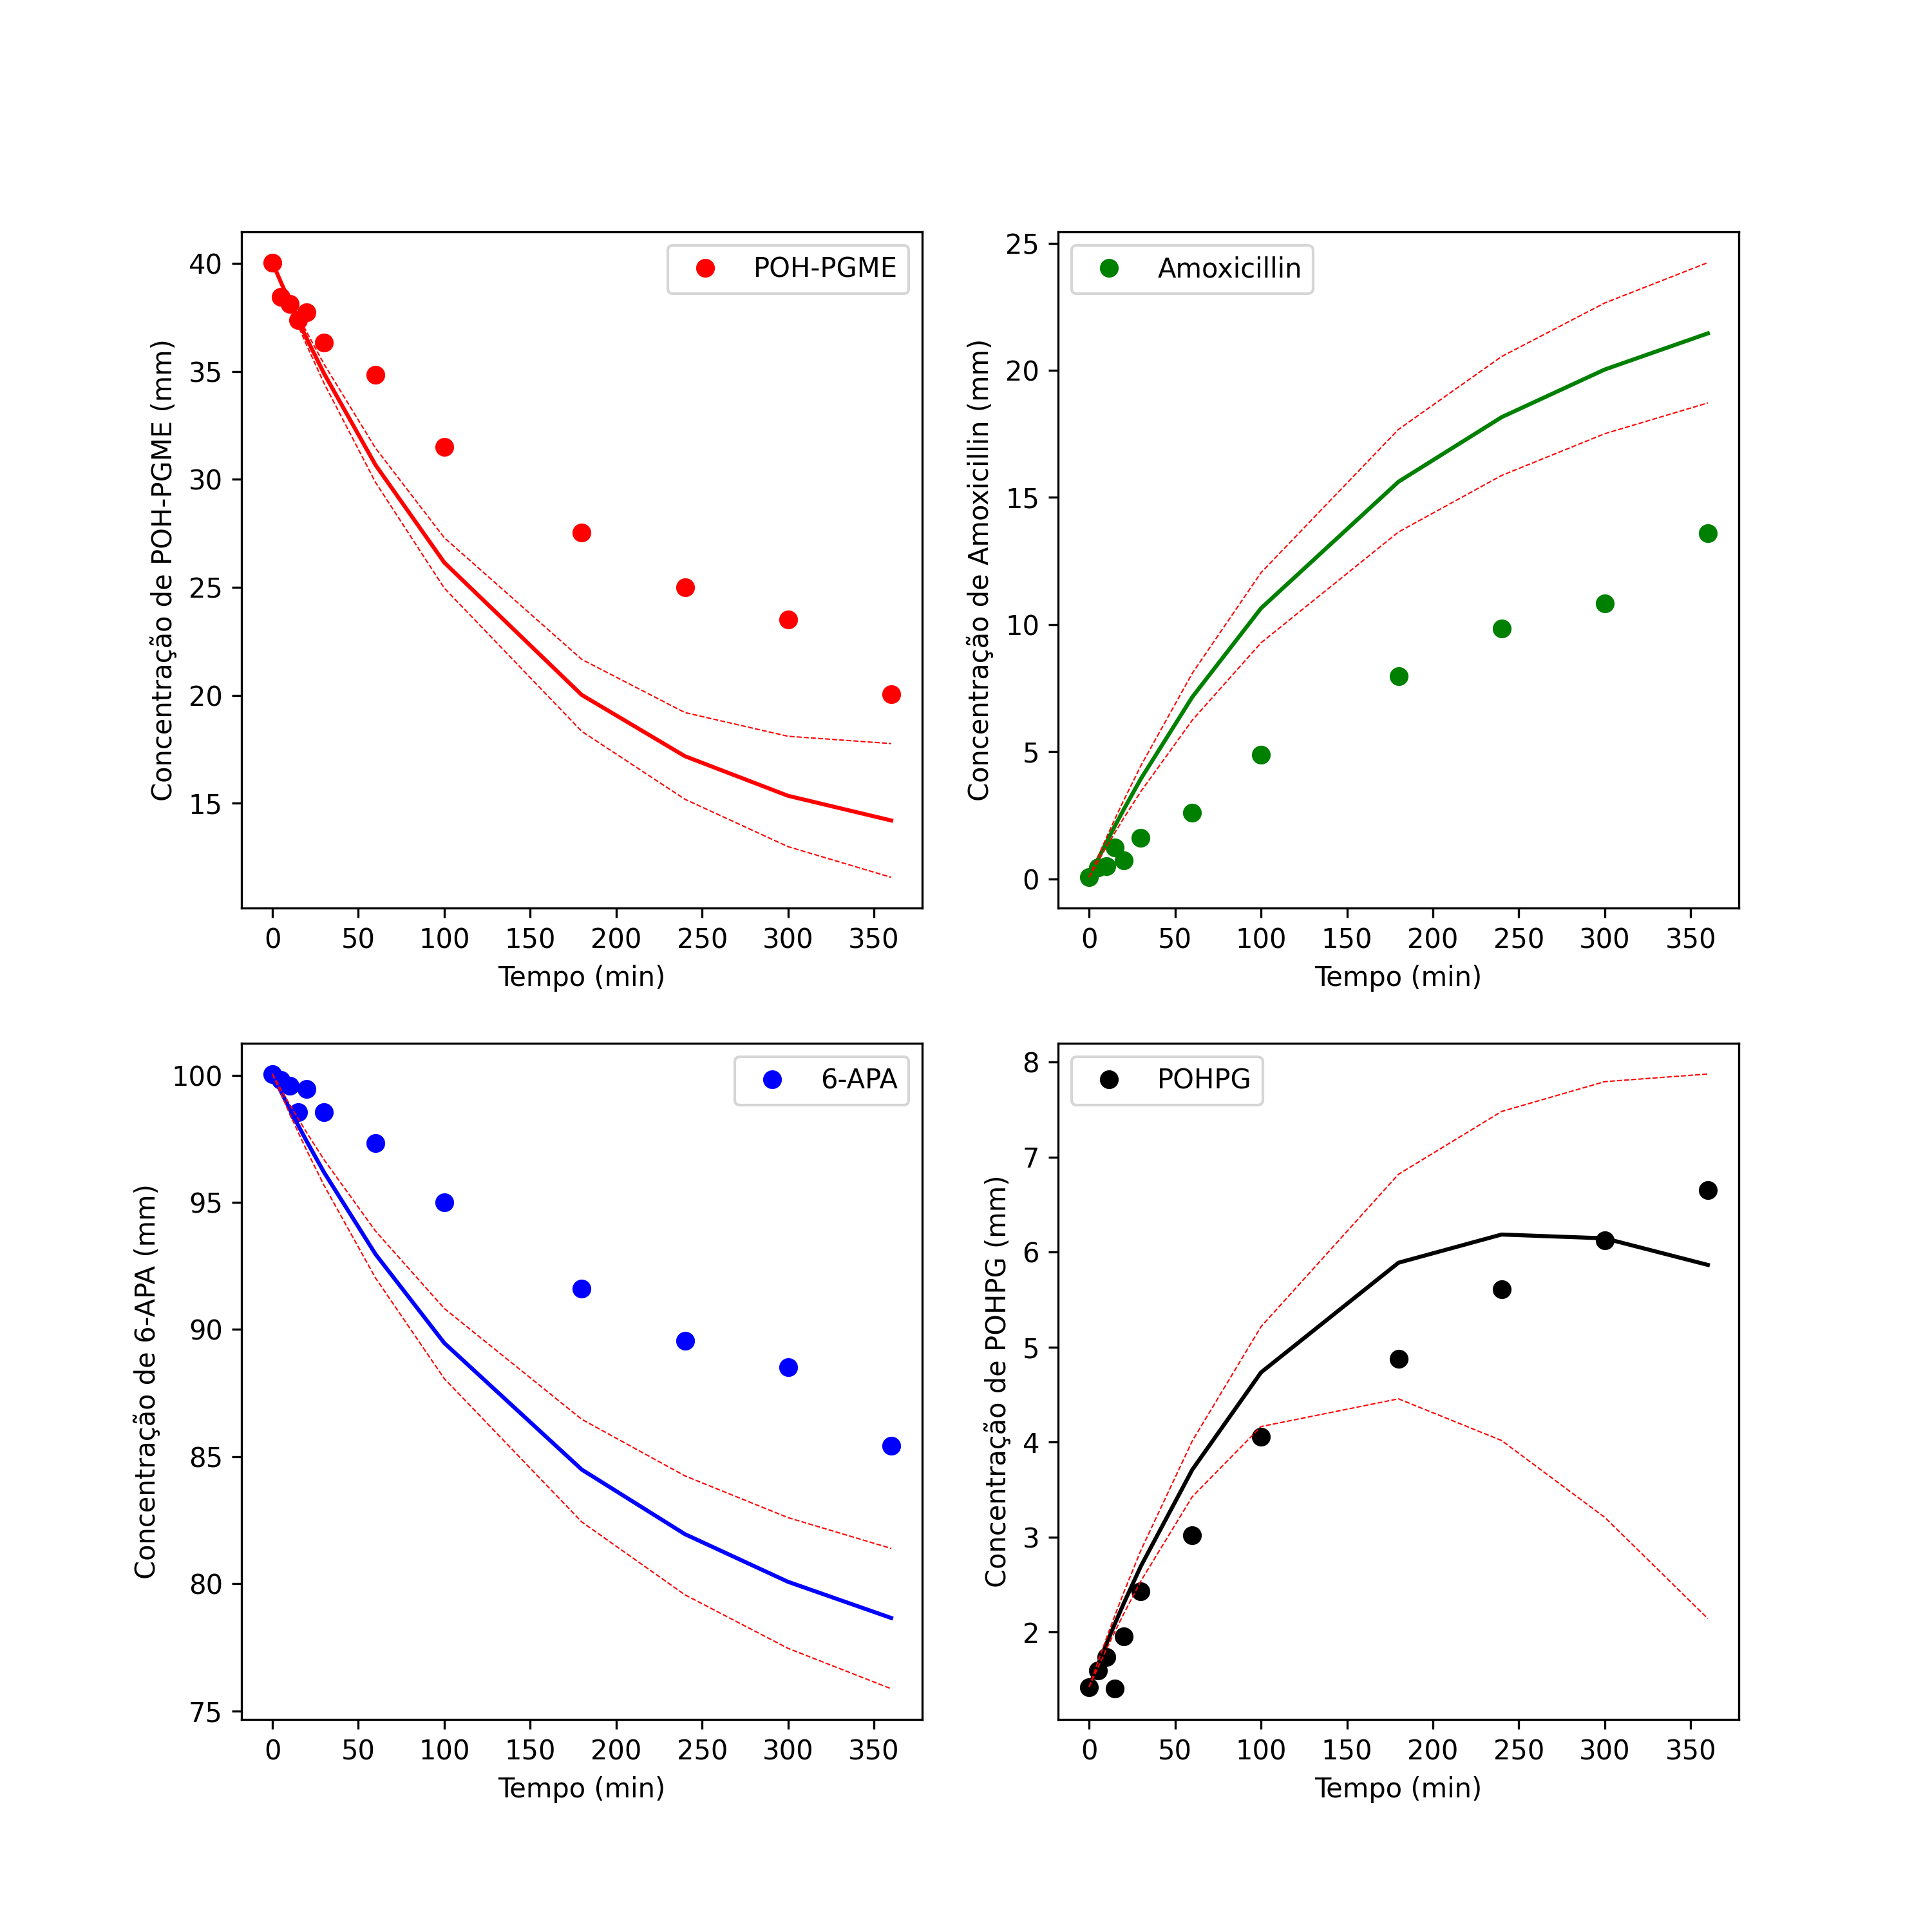 POH-PGME
Concentração de POH-PGME (mm)
40
35
30
25
20
15
0 50 100 150 200 250 300 350
Tempo (min)
Amoxicillin
Concentração de Amoxicillin (mm)
25
20
15
10
5
0
0 50 100 150 200 250 300 350
Tempo (min)
6-APA
Concentração de 6-APA (mm)
100
95
90
85
80
75
0 50 100 150 200 250 300 350
Tempo (min)
POHPG
Concentração de POHPG (mm)
8
7
6
5
4
3
2
0 50 100 150 200 250 300 350
Tempo (min)